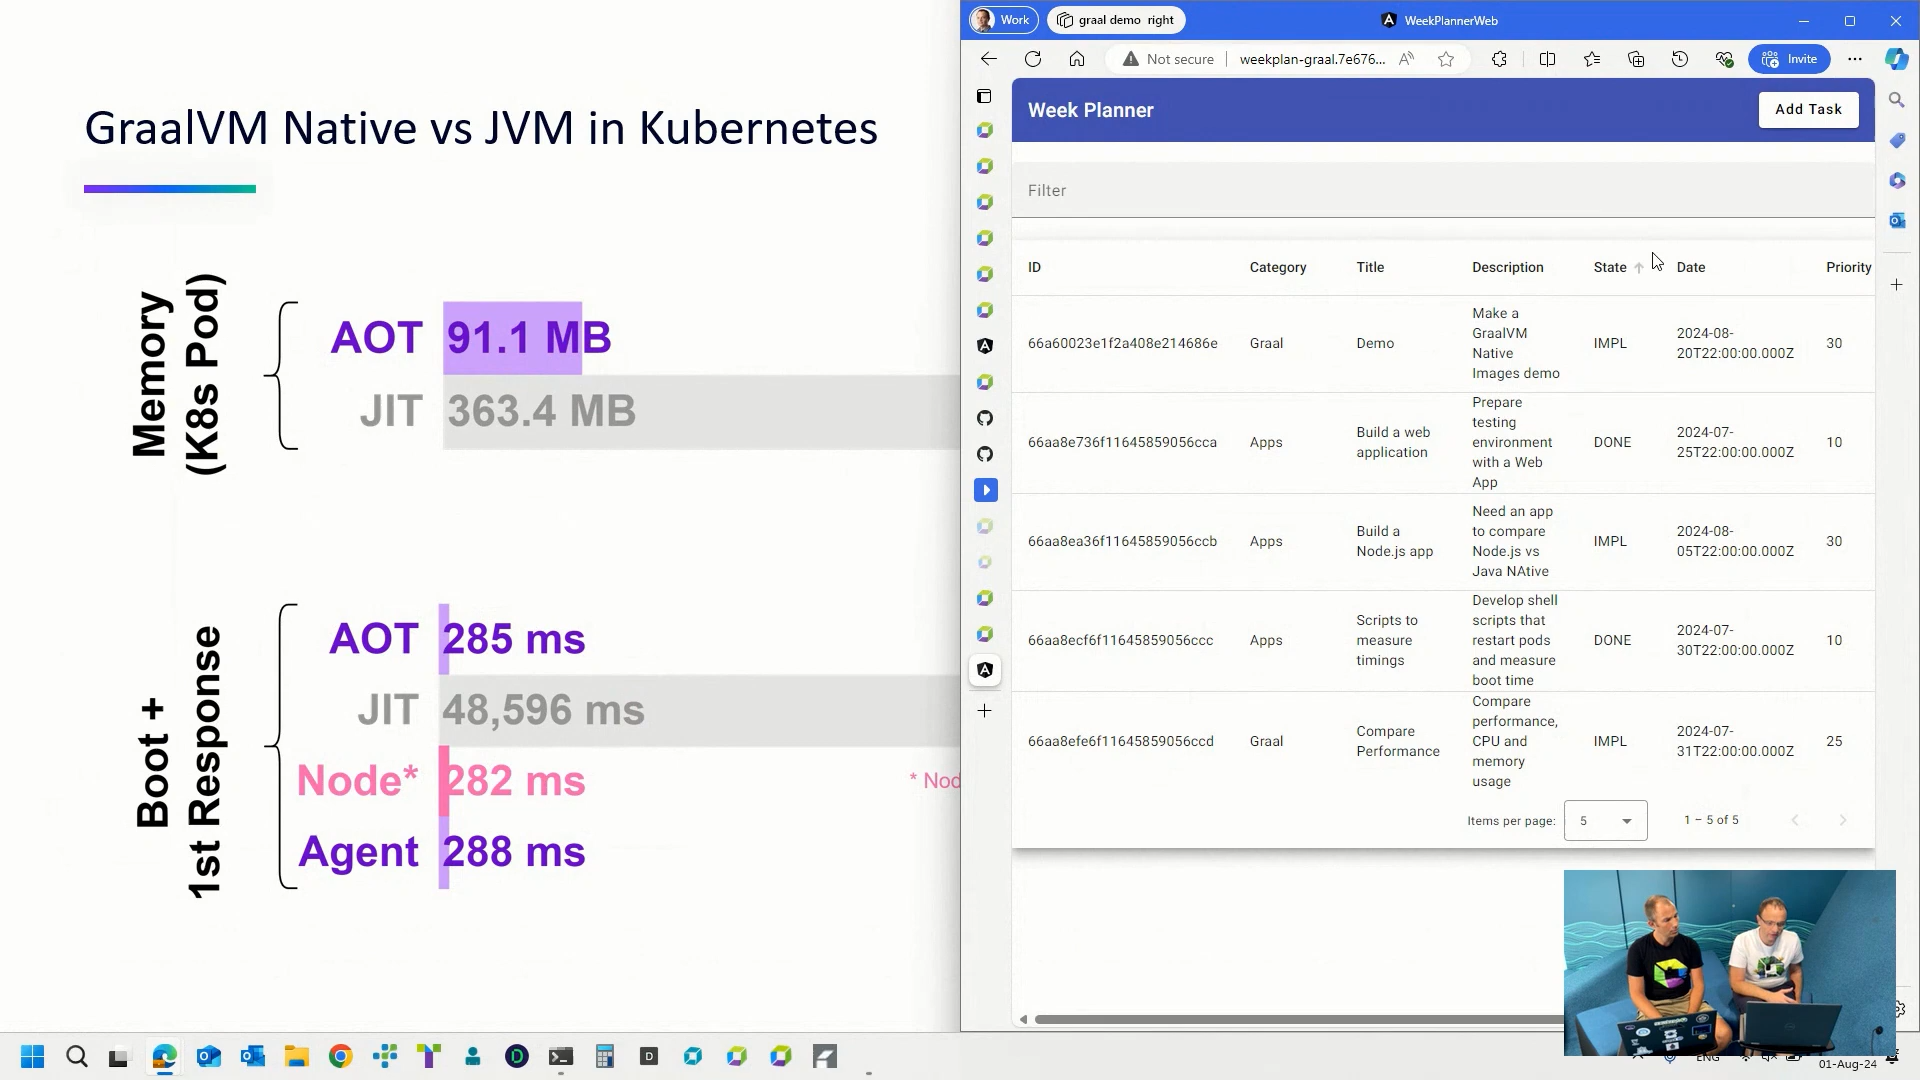 GraalVM Native vs JVM in Kubernetes
Memory
(K8s Pod)
AOT 91.1 MB
JIT 363.4 MB
Boot +
1st Response
AOT 285 ms
JIT 48,596 ms
Node* 282 ms
* Nod
Agent 288 ms
Work
graal demo right
WeekPlannerWeb
Not secure
weekplan-graal.7e676...
Invite
Week Planner
Add Task
Filter
ID Category Title Description State Date Priority
66a60023e1f2a408e214686e Graal Demo
Make a
GraalVM
Native
Images demo
IMPL
2024-08-
20T22:00:00.000Z
30
66aa8e736f11645859056cca Apps
Build a web
application
Prepare
testing
environment
with a Web
App
DONE
2024-07-
25T22:00:00.000Z
10
66aa8ea36f11645859056ccb Apps
Build a
Node.js app
Need an app
to compare
Node.js vs
Java NAtive
IMPL
2024-08-
05T22:00:00.000Z
30
66aa8ecf6f11645859056ccc Apps
Scripts to
measure
timings
Develop shell
scripts that
restart pods
and measure
boot time
DONE
2024-07-
30T22:00:00.000Z
10
66aa8efe6f11645859056ccd Graal
Compare
Performance
Compare
performance,
CPU and
memory
usage
IMPL
2024-07-
31T22:00:00.000Z
25
Items per page: 5 1 – 5 of 5
ENG
01-Aug-24